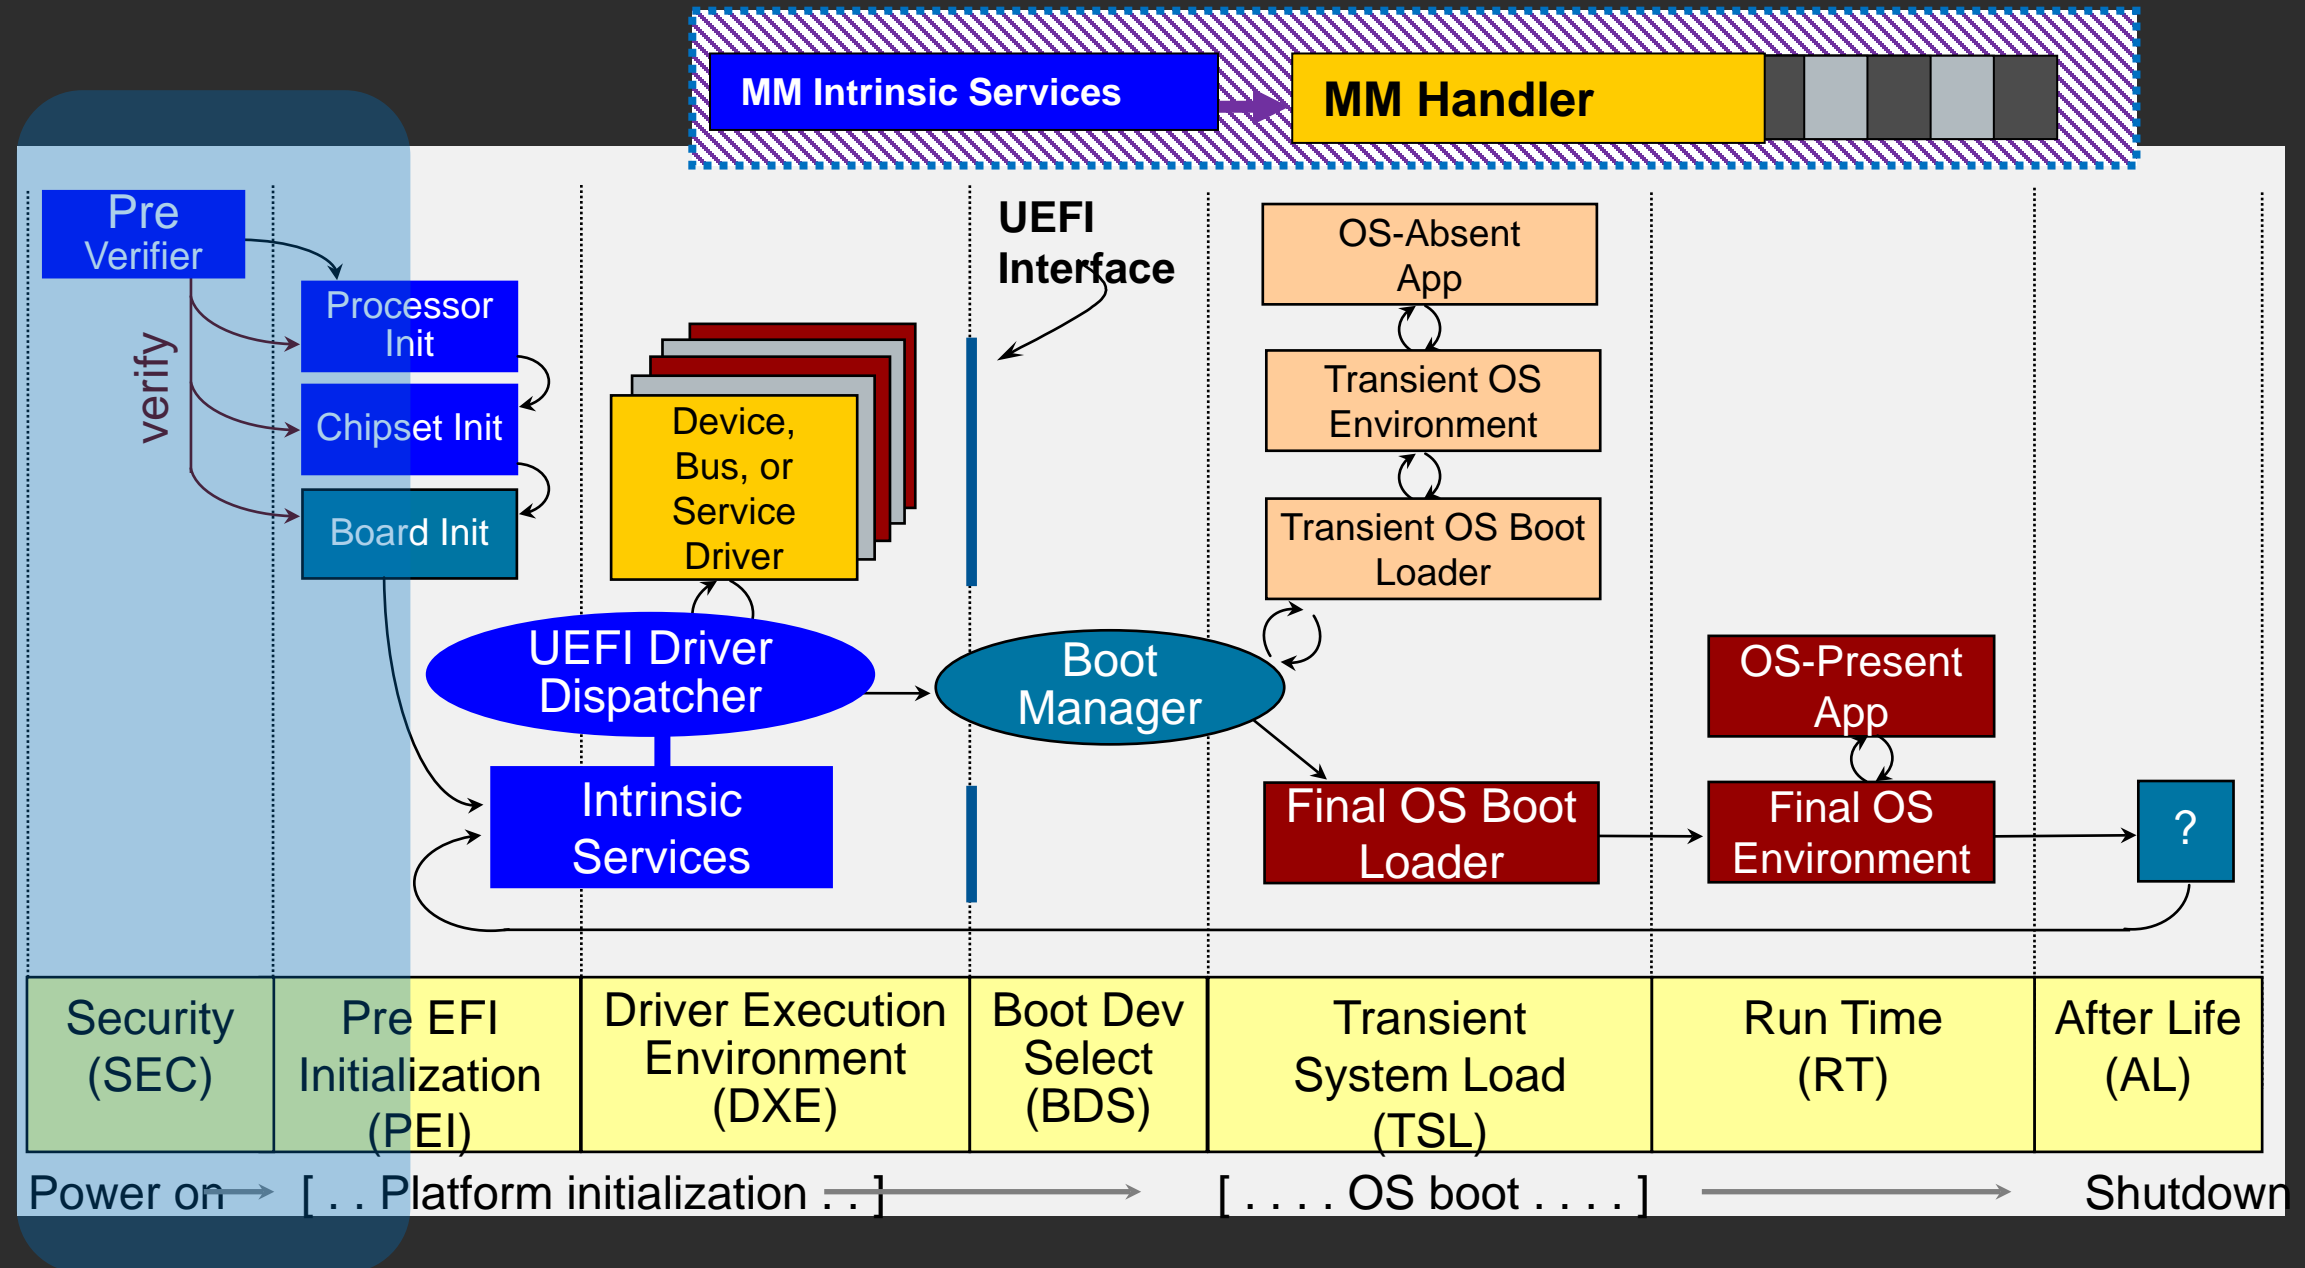 MM Intrinsic Services
MM Handler
Pre
Verifier
verify
Processor
Init
Chipset Init
Board Init
Device,
Bus, or
Service
Driver
UEFI Driver
Dispatcher
Intrinsic
Services
UEFI
Interface
Boot
Manager
OS-Absent
App
Transient OS
Environment
Transient OS Boot
Loader
Final OS Boot
Loader
OS-Present
App
Final OS
Environment
?
Security
(SEC)
Pre EFI
Initialization
(PEI)
Driver Execution
Environment
(DXE)
Boot Dev
Select
(BDS)
Transient
System Load
(TSL)
Run Time
(RT)
After Life
(AL)
Power on
[ . . Platform initialization . . ]
[ . . . . OS boot . . . . ]
Shutdown